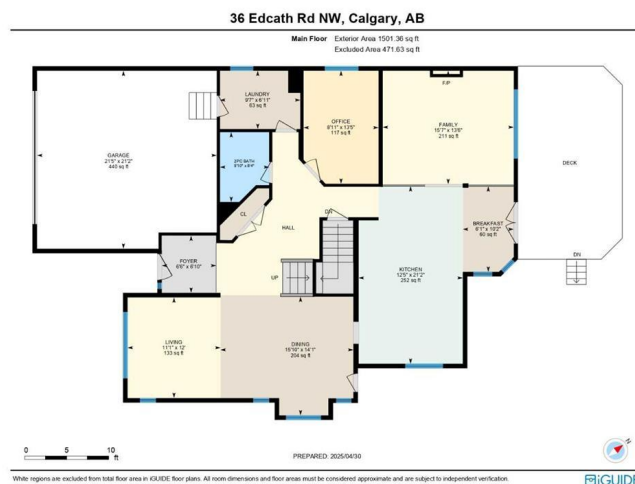 36 Edcath Rd NW, Calgary, AB
Main Floor Exterior Area 1501.36 sq ft
Excluded Area 471.63 sq ft
LAUNDRY
9'7" x 6'11"
63 sq ft
OFFICE
8'11" x 13'5"
117 sq ft
F/P
FAMILY
15'7" x 13'6"
211 sq ft
GARAGE
21'5" x 21'2"
440 sq ft
2PC BATH
DECK
CL
HALL
DN
BREAKFAST
6'1" x 10'2"
60 sq ft
FOYER
6'6" x 6'10"
UP
KITCHEN
12'5" x 21'2"
252 sq ft
DN
LIVING
11'1" x 12'
133 sq ft
DINING
15'10" x 14'1"
204 sq ft
0 5 10
ft
PREPARED: 2025/04/30
N
White regions are excluded from total floor area in iGUIDE floor plans. All room dimensions and floor areas must be considered approximate and are subject to independent verification.
iGUIDE